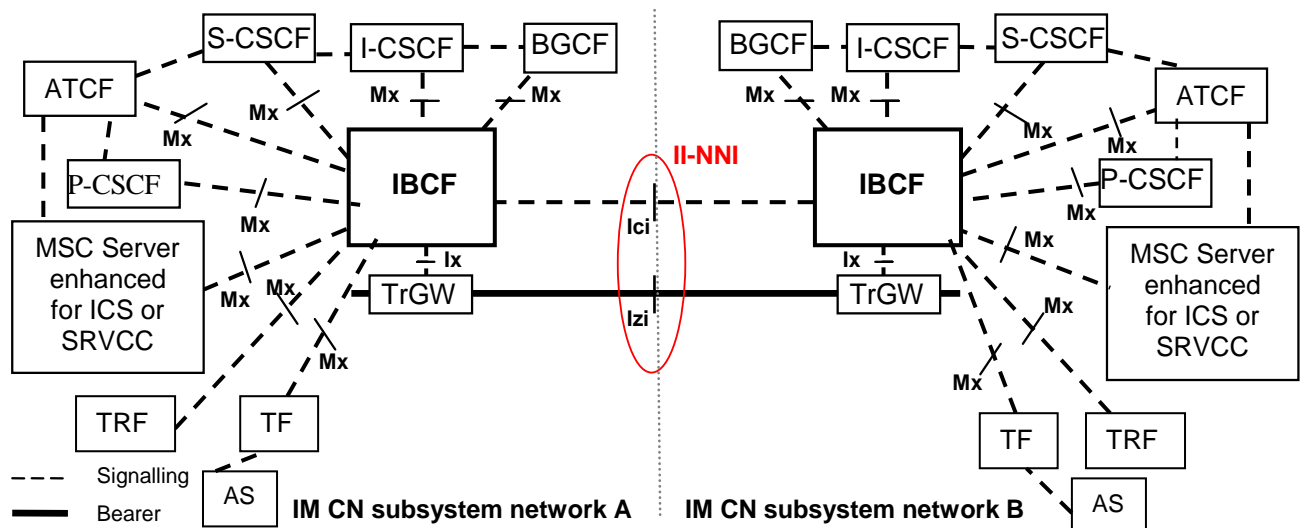 S-CSCF
I-CSCF
BGCF
BGCF
I-CSCF
S-CSCF
ATCF
ATCF
Mx
Mx
Mx
Mx
Mx
Mx
Mx
Mx
II-NNI
P-CSCF
IBCF
IBCF
P-CSCF
Mx
Mx
Ici
MSC Server
enhanced
for ICS or
SRVCC
Mx
Mx
Mx
Mx
Ix
Ix
TrGW
TrGW
Izi
MSC Server
enhanced
for ICS or
SRVCC
Mx
Mx
TRF
TF
TF
TRF
Signalling
AS
AS
Bearer
IM CN subsystem network A
IM CN subsystem network B